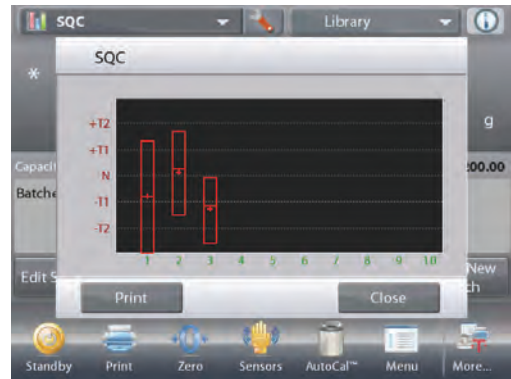 SQC Library
SQC
*
+T2
+T1
N
-T1
-T2
1 2 3 4 5 6 7 8 9 10
g
Capacit 200.00
Batche
Edit S New
ch
Print Close
Standby Print Zero Sensors AutoCal™ Menu More...